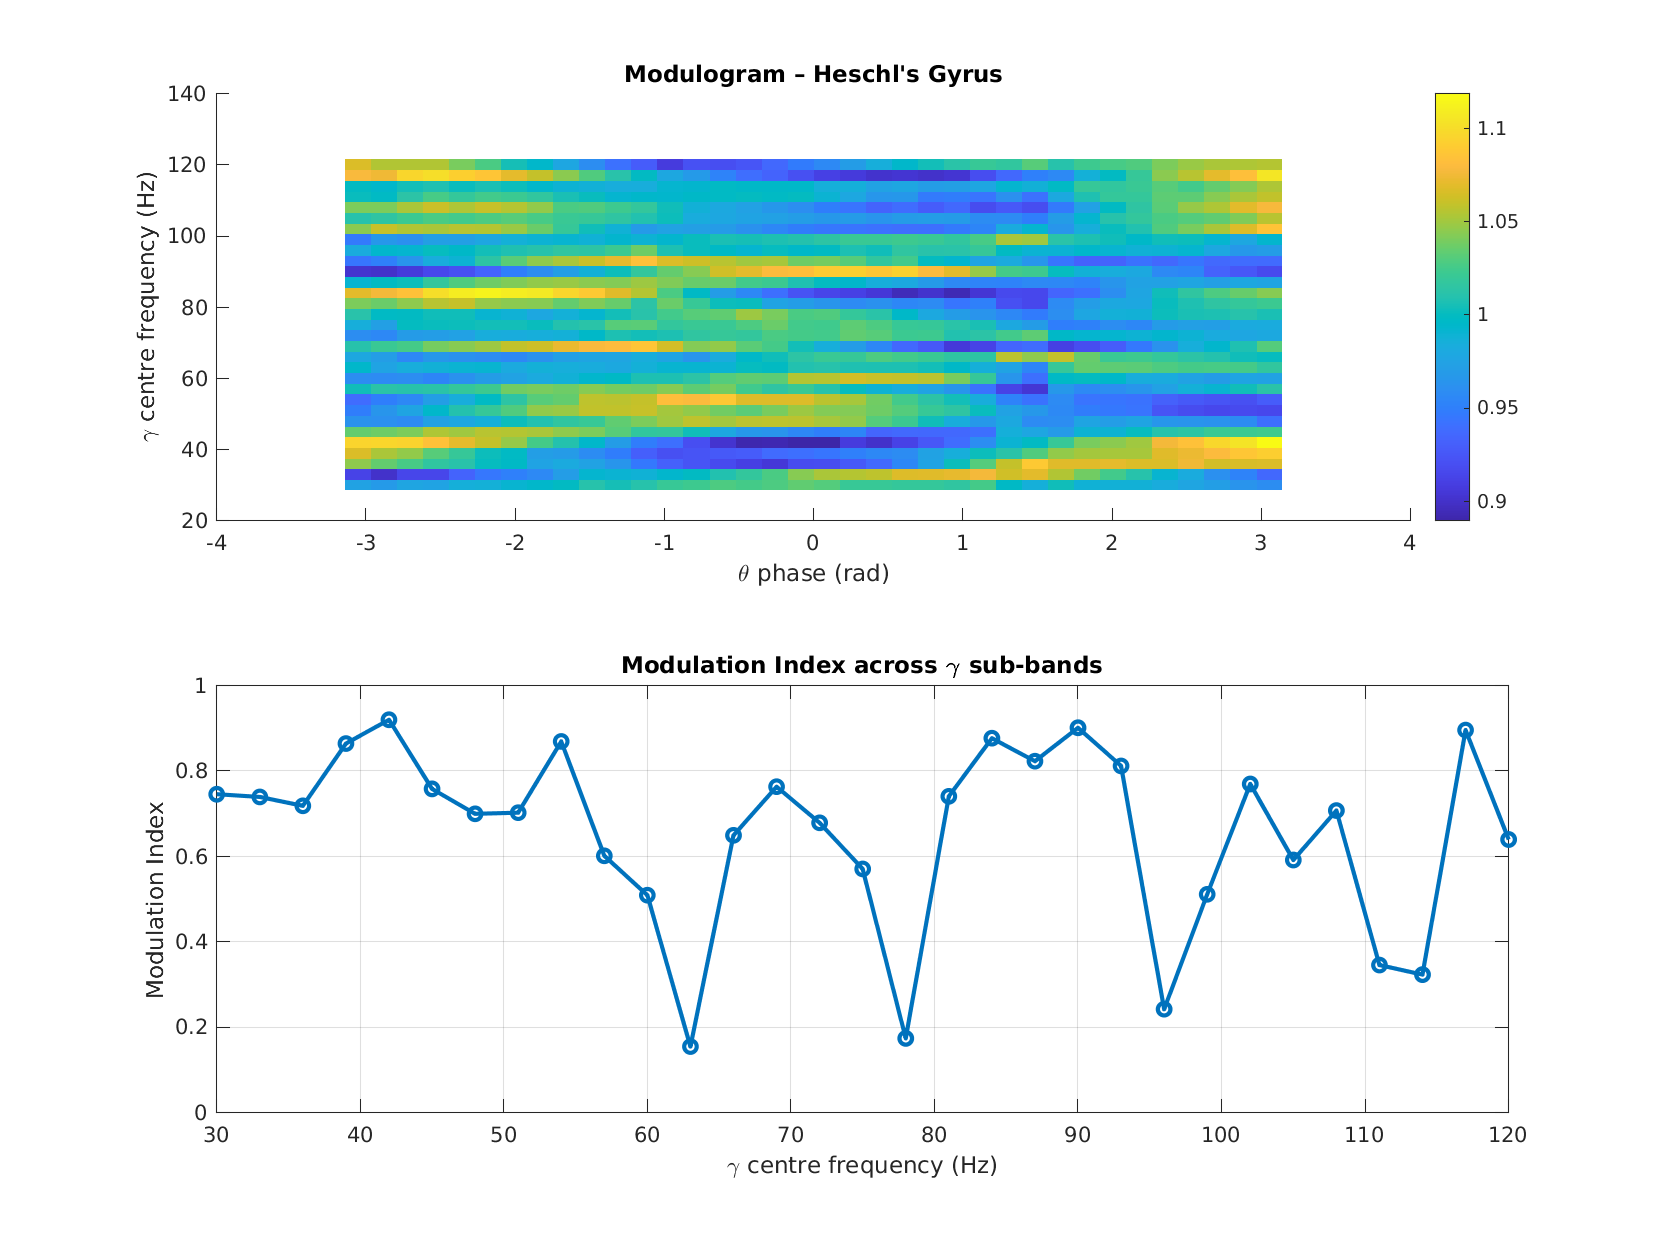 Modulogram – Heschl's Gyrus
140
120
100
80
60
40
20
γ centre frequency (Hz)
-4 -3 -2 -1 0 1 2 3 4
θ phase (rad)
1.1
1.05
1
0.95
0.9
Modulation Index across γ sub-bands
1
0.8
0.6
0.4
0.2
0
Modulation Index
30 40 50 60 70 80 90 100 110 120
γ centre frequency (Hz)